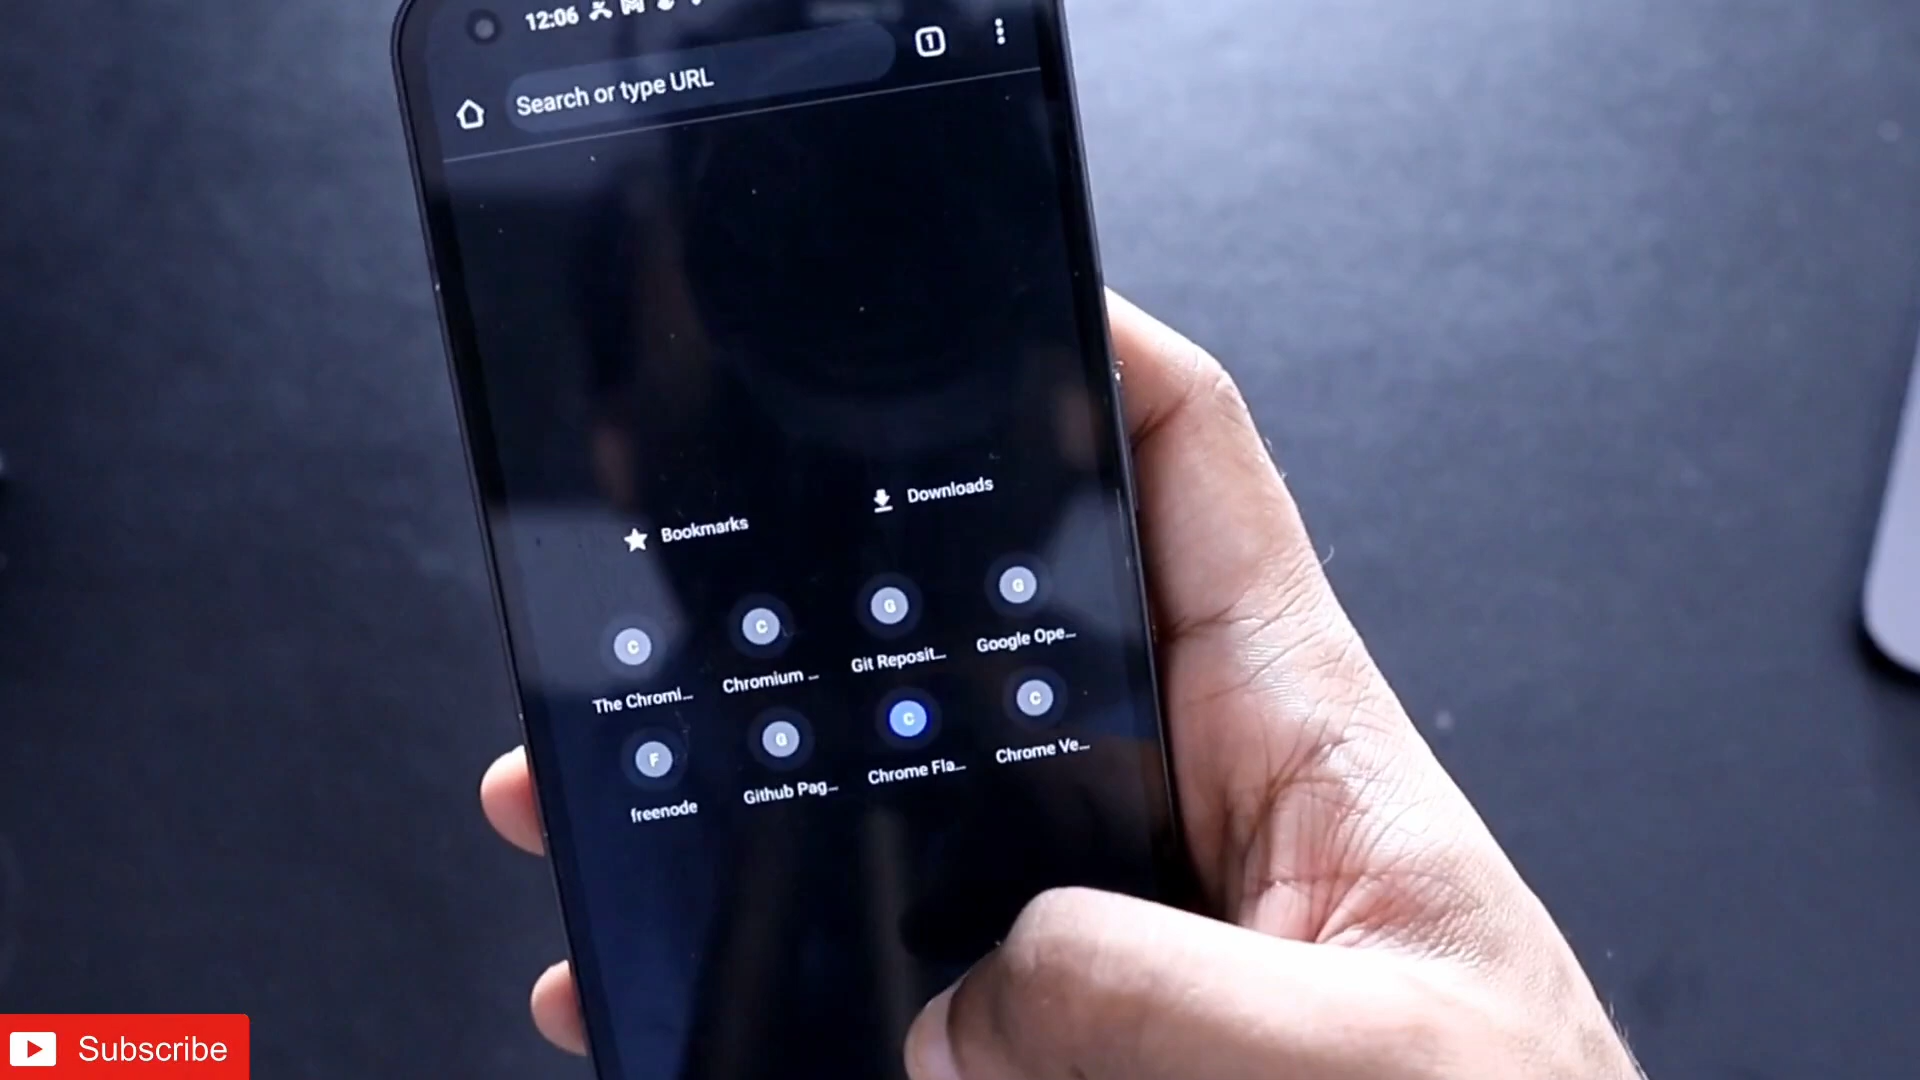 12:06
1
Search or type URL
Downloads
Bookmarks
C C G G
The Chromi... Chromium ... Git Reposit... Google Ope...
F G C C
freenode Github Pag... Chrome Fla... Chrome Ve...
Subscribe